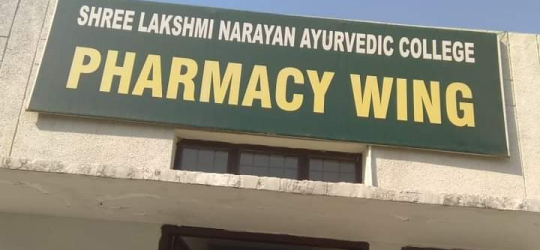 SHREE LAKSHMI NARAYAN AYURVEDIC COLLEGE
PHARMACY WING